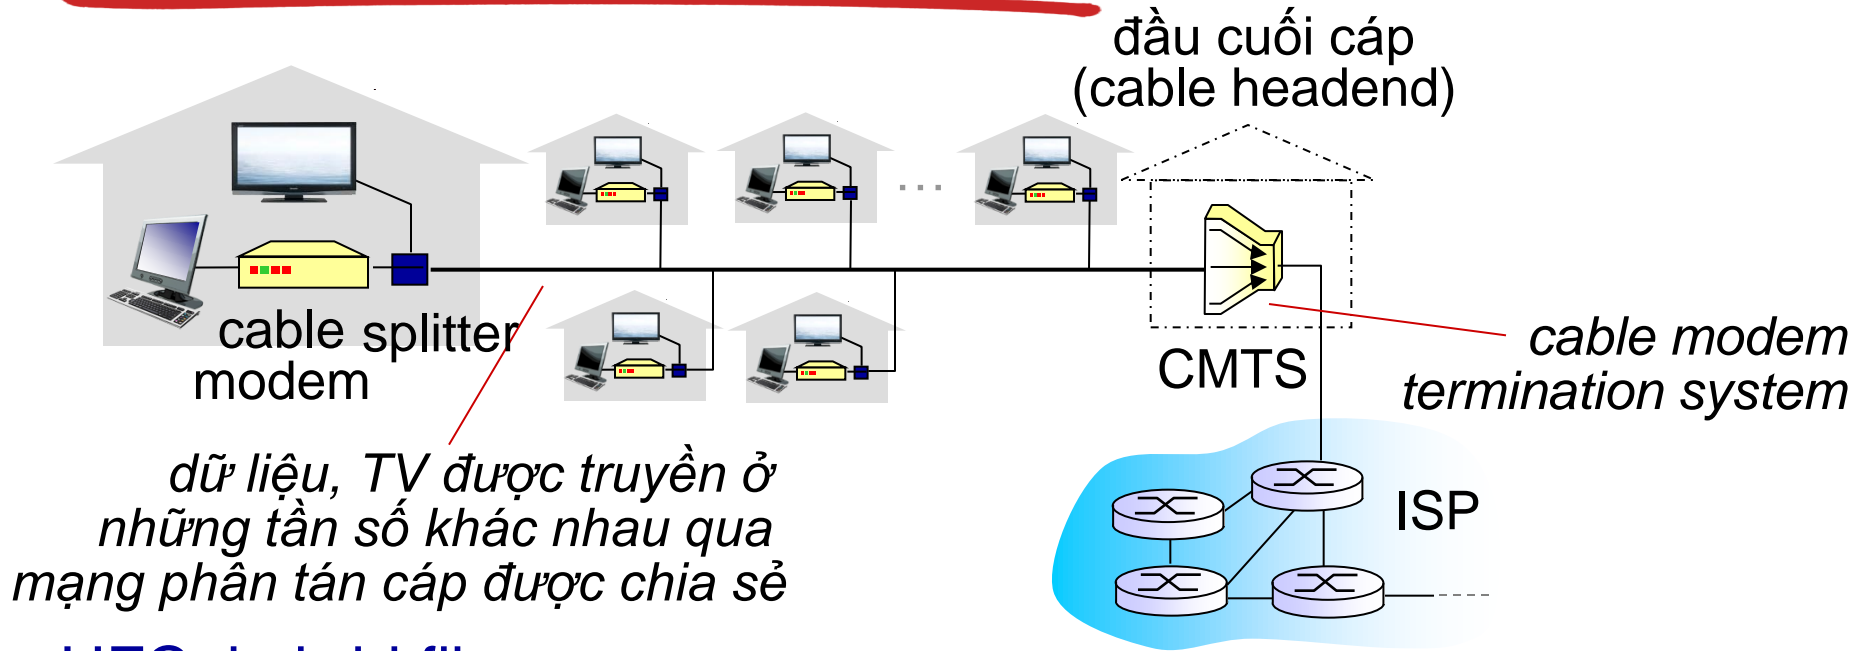 đầu cuối cáp
(cable headend)
cable splitter
modem
CMTS
cable modem
termination system
dữ liệu, TV được truyền ở
những tần số khác nhau qua
mạng phân tán cáp được chia sẻ
ISP